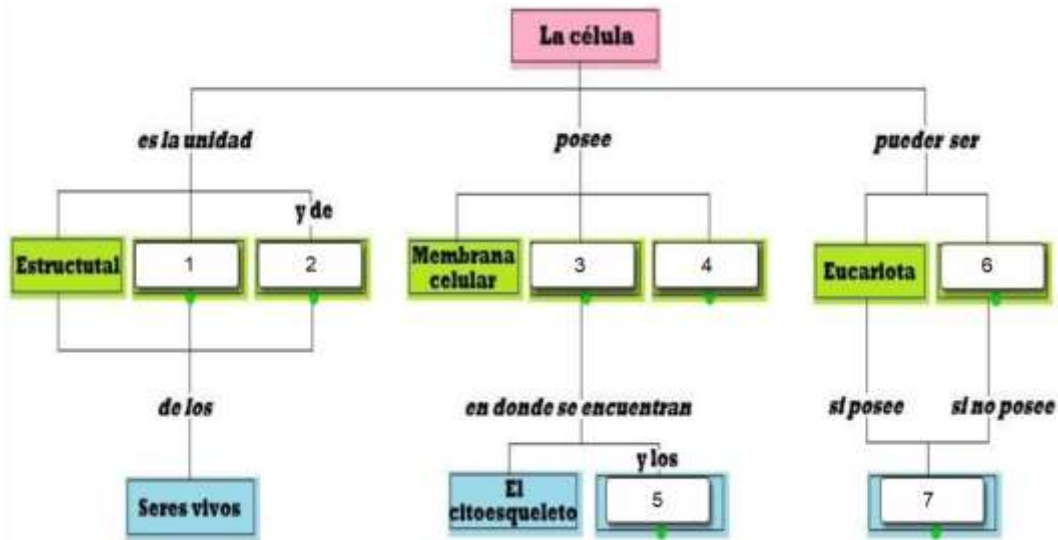 La célula
es la unidad
posee
pueder ser
y de
Estructutal
1
2
Membrana
celular
3
4
Eucariota
6
de los
en donde se encuentran
si posee
si no posee
y los
Seres vivos
El
citoesqueleto
5
7